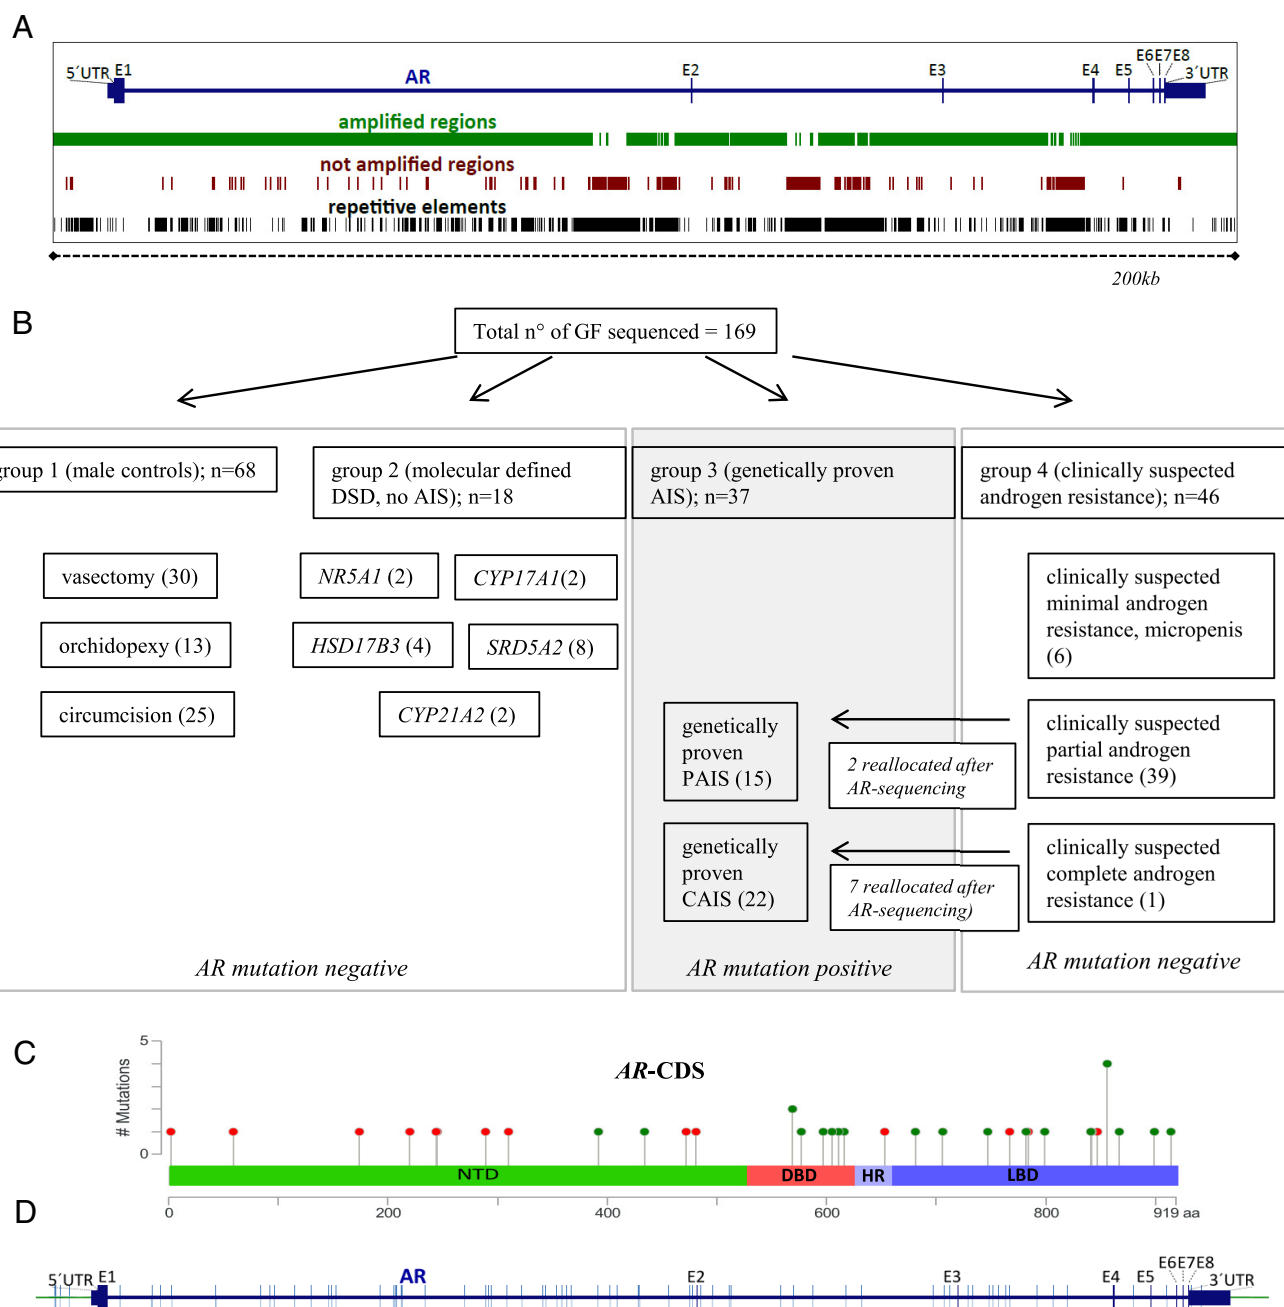 A
5´UTR E1 AR E2 E3 E4 E5 E6E7E8 3´UTR
amplified regions
not amplified regions
repetitive elements
200kb
B
Total n° of GF sequenced = 169
group 1 (male controls); n=68
group 2 (molecular defined
DSD, no AIS); n=18
group 3 (genetically proven
AIS); n=37
group 4 (clinically suspected
androgen resistance); n=46
vasectomy (30)
orchidopexy (13)
circumcision (25)
NR5A1 (2)
CYP17A1(2)
HSD17B3 (4)
SRD5A2 (8)
CYP21A2 (2)
genetically
proven
PAIS (15)
genetically
proven
CAIS (22)
2 reallocated after
AR-sequencing
7 reallocated after
AR-sequencing)
clinically suspected
minimal androgen
resistance, micropenis
(6)
clinically suspected
partial androgen
resistance (39)
clinically suspected
complete androgen
resistance (1)
AR mutation negative
AR mutation positive
AR mutation negative
C
AR-CDS
# Mutations
5
0
NTD DBD HR LBD
0 200 400 600 800 919 aa
D
5´UTR E1 AR E2 E3 E4 E5 E6E7E8 3´UTR